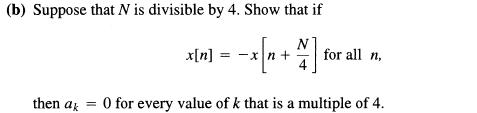 (b) Suppose that N is divisible by 4. Show that if
x[n] = −x[n + N/4] for all n,
then aₖ = 0 for every value of k that is a multiple of 4.